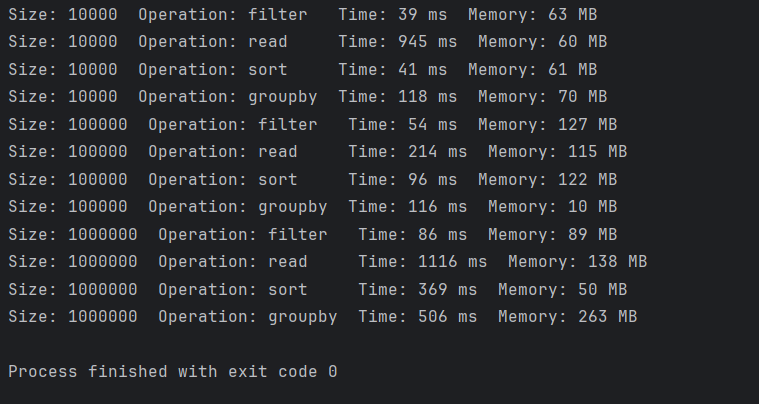 Size: 10000  Operation: filter   Time: 39 ms  Memory: 63 MB
Size: 10000  Operation: read     Time: 945 ms  Memory: 60 MB
Size: 10000  Operation: sort     Time: 41 ms  Memory: 61 MB
Size: 10000  Operation: groupby  Time: 118 ms  Memory: 70 MB
Size: 100000  Operation: filter   Time: 54 ms  Memory: 127 MB
Size: 100000  Operation: read     Time: 214 ms  Memory: 115 MB
Size: 100000  Operation: sort     Time: 96 ms  Memory: 122 MB
Size: 100000  Operation: groupby  Time: 116 ms  Memory: 10 MB
Size: 1000000  Operation: filter   Time: 86 ms  Memory: 89 MB
Size: 1000000  Operation: read     Time: 1116 ms  Memory: 138 MB
Size: 1000000  Operation: sort     Time: 369 ms  Memory: 50 MB
Size: 1000000  Operation: groupby  Time: 506 ms  Memory: 263 MB
Process finished with exit code 0